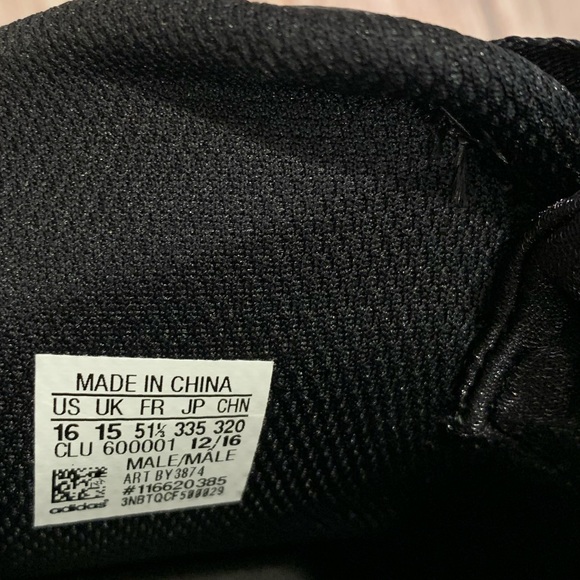 MADE IN CHINA
US UK FR JP CHN
16 15 51⅓ 335 320
CLU 600001 12/16
MALE/MALE
ART BY3874
#116620385
3NBTQCF500029
adidas